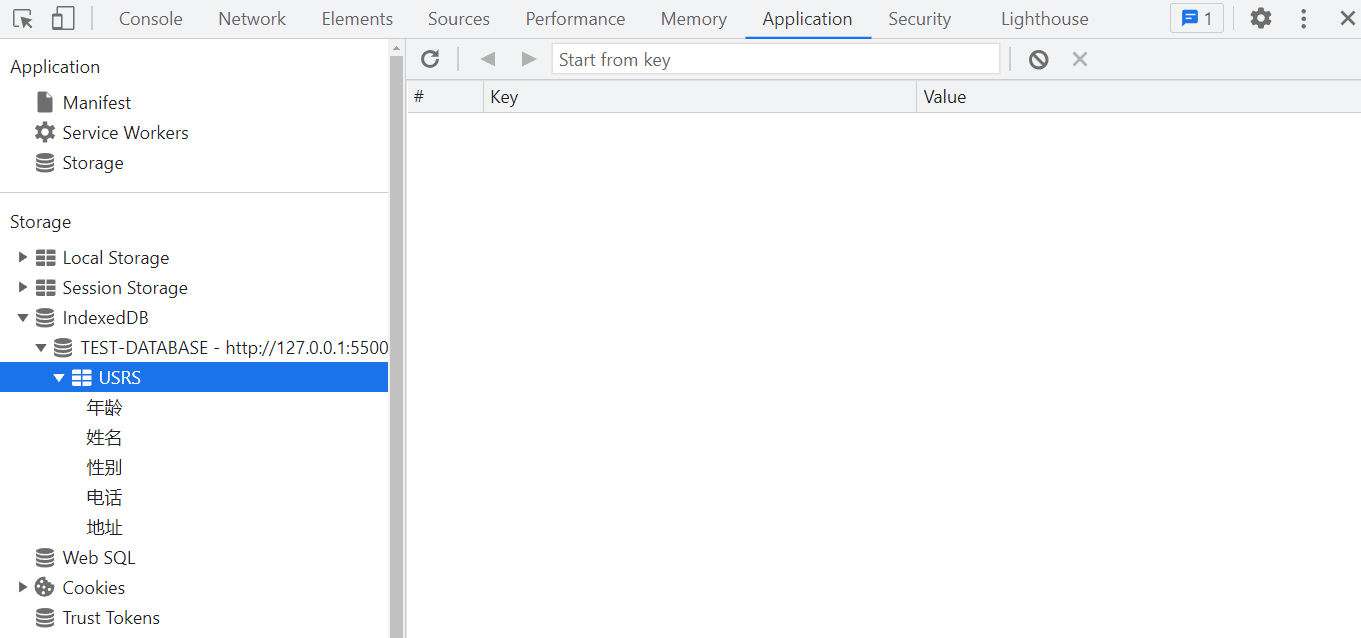 Console Network Elements Sources Performance Memory Application Security Lighthouse 1
Application
Manifest
Service Workers
Storage
Storage
Local Storage
Session Storage
IndexedDB
TEST-DATABASE - http://127.0.0.1:5500
USRS
年龄
姓名
性别
电话
地址
Web SQL
Cookies
Trust Tokens
Start from key
# Key Value